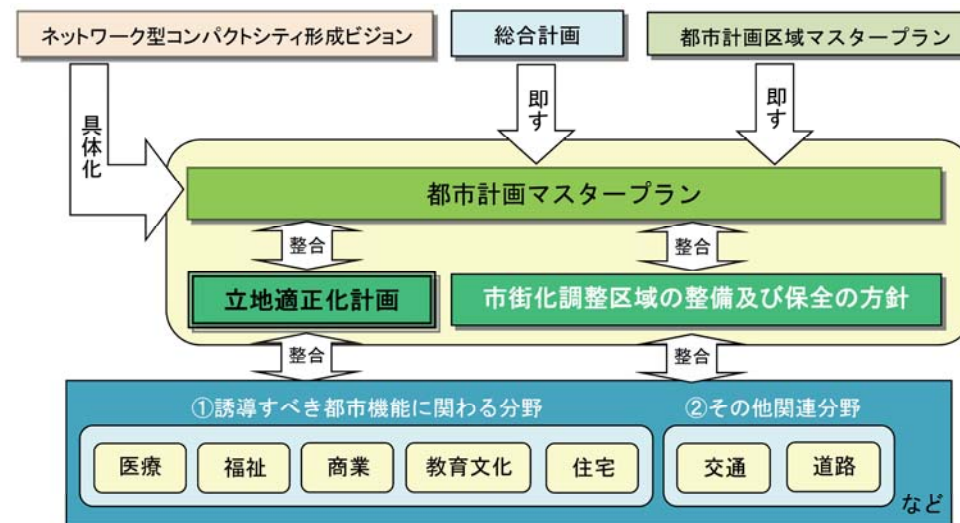 ネットワーク型コンパクトシティ形成ビジョン
総合計画
都市計画区域マスタープラン
具体化
即す
即す
都市計画マスタープラン
整合
整合
立地適正化計画
市街化調整区域の整備及び保全の方針
整合
整合
①誘導すべき都市機能に関わる分野
②その他関連分野
医療
福祉
商業
教育文化
住宅
交通
道路
など